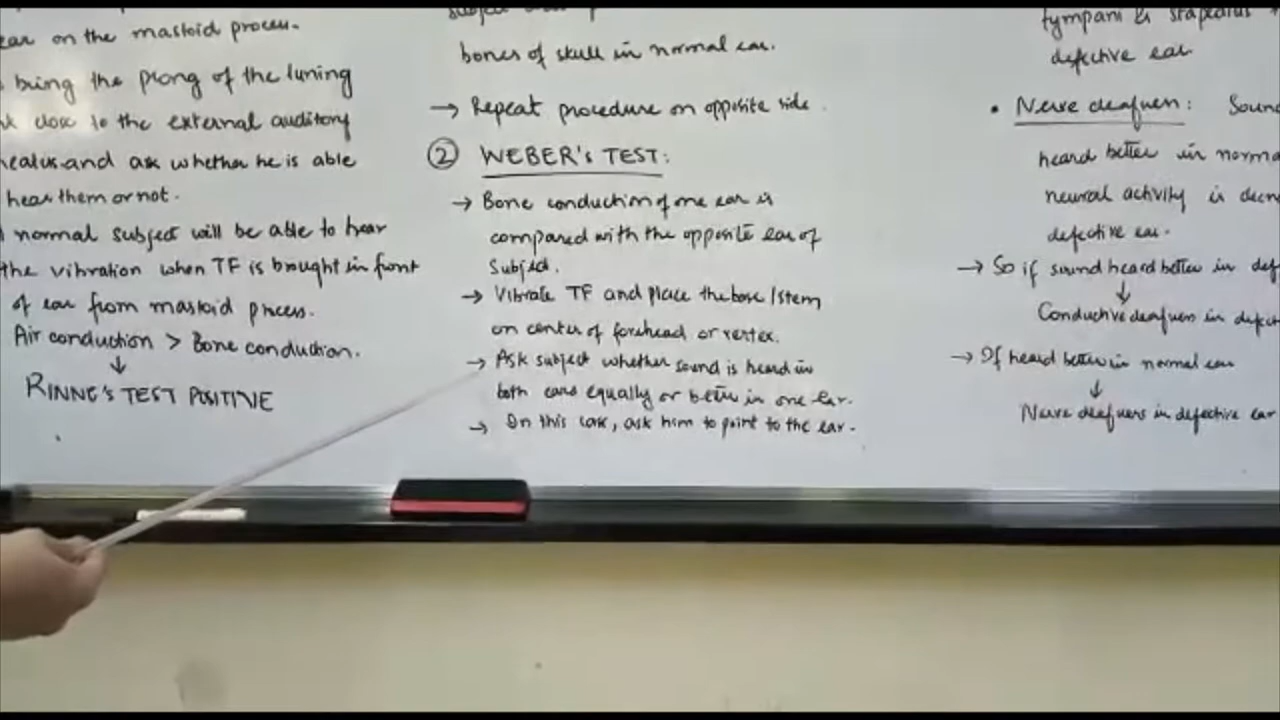 ear on the mastoid process.
bring the prong of the tuning
close to the external auditory
meatus and ask whether he is able
hear them or not.
normal subject will be able to hear
the vibration when TF is brought in front
of ear from mastoid process.
Air conduction > Bone conduction.
↓
RINNE'S TEST POSITIVE
bones of skull in normal ear.
→ Repeat procedure on opposite side.
② WEBER'S TEST:
→ Bone conduction of one ear is
compared with the opposite ear of
Subject.
→ Vibrate TF and place the base/stem
on center of forehead or vertex.
→ Ask subject whether sound is heard in
both ears equally or better in one ear.
→ In this case, ask him to point to the ear.
tympani & stapedius
defective ear
• Nerve deafness: Sound
heard better in norma
neural activity is decre
defective ear.
→ So if sound heard better in def
↓
Conductive deafness in defect
→ If heard better in normal ear
↓
Nerve deafness in defective ear